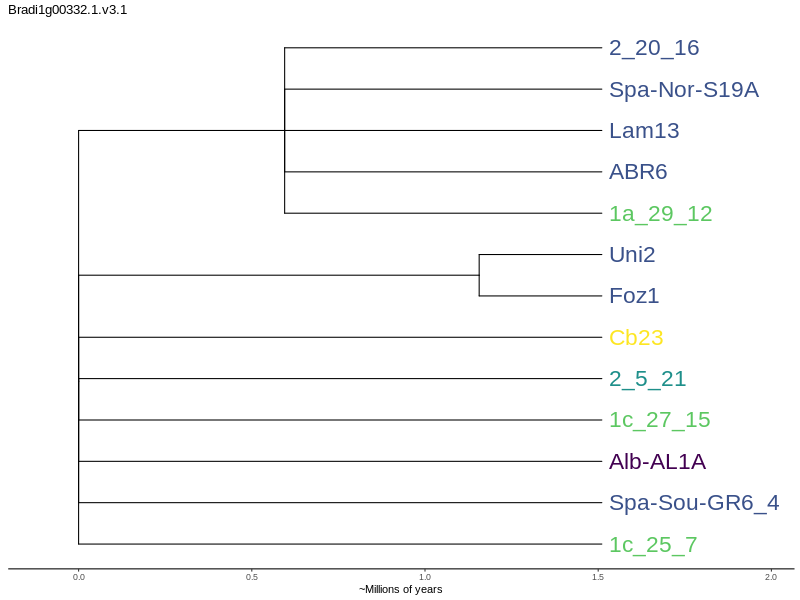 Bradi1g00332.1.v3.1
2_20_16
Spa-Nor-S19A
Lam13
ABR6
1a_29_12
Uni2
Foz1
Cb23
2_5_21
1c_27_15
Alb-AL1A
Spa-Sou-GR6_4
1c_25_7
0.0 0.5 1.0 1.5 2.0
~Millions of years